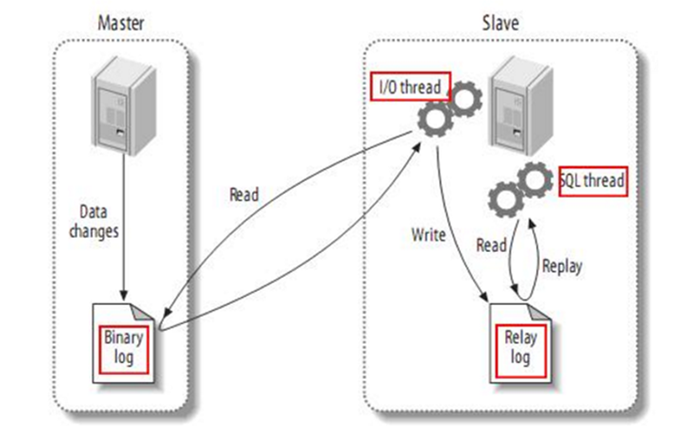 Master
Slave
I/O thread
SQL thread
Read
Data
changes
Write
Read
Replay
Binary
log
Relay
log